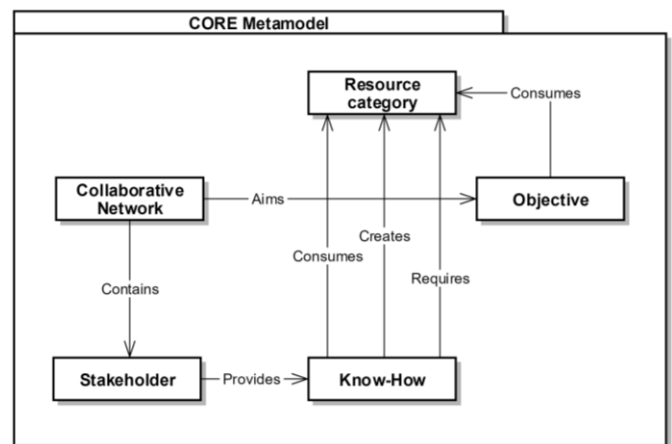 CORE Metamodel
Resource
category
Consumes
Collaborative
Network
Aims
Objective
Creates
Consumes
Requires
Contains
Stakeholder
Provides
Know-How